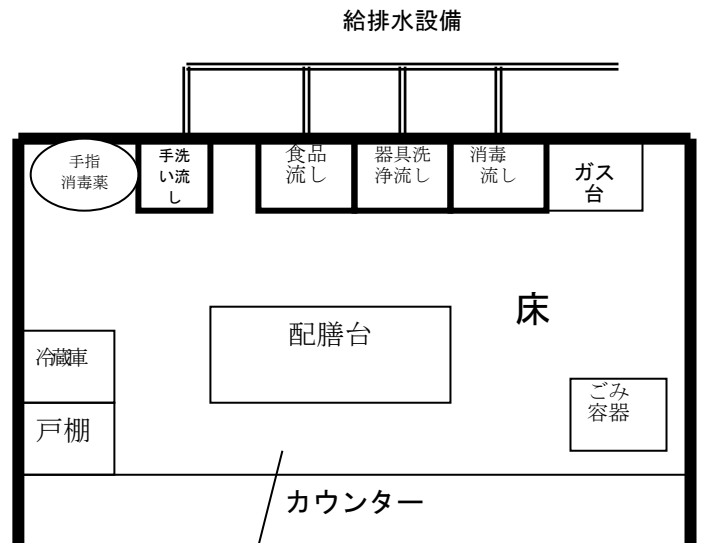 給排水設備
手指
消毒薬
手洗
い流
し
食品
流し
器具洗
浄流し
消毒
流し
ガス
台
床
配膳台
冷蔵庫
戸棚
ごみ
容器
カウンター